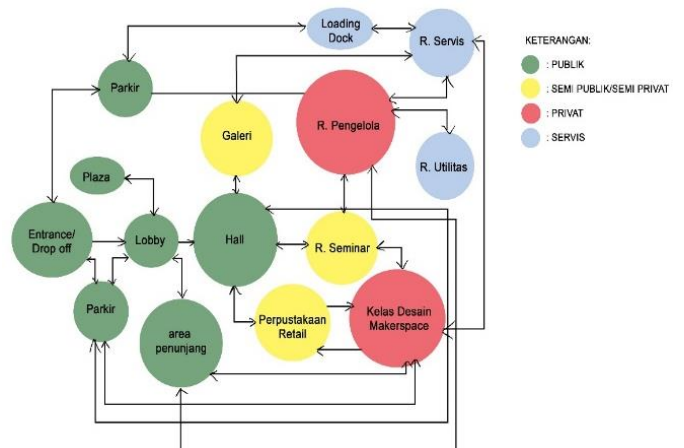 Loading
Dock
R. Servis
KETERANGAN:
: PUBLIK
: SEMI PUBLIK/SEMI PRIVAT
: PRIVAT
: SERVIS
Parkir
Galeri
R. Pengelola
R. Utilitas
Plaza
Entrance/
Drop off
Lobby
Hall
R. Seminar
Parkir
area
penunjang
Perpustakaan
Retail
Kelas Desain
Makerspace